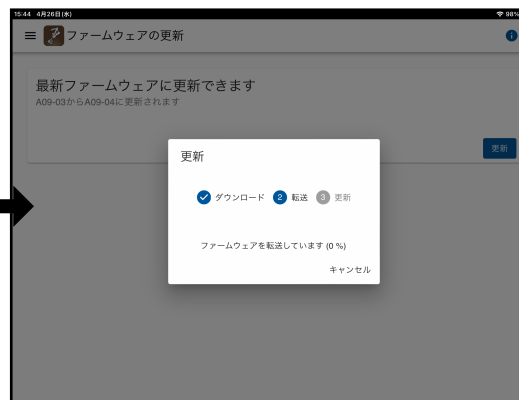 15:44 4月26日(水) 98%
ファームウェアの更新
最新ファームウェアに更新できます
A09-03からA09-04に更新されます
更新
更新
ダウンロード 2 転送 3 更新
ファームウェアを転送しています (0 %)
キャンセル